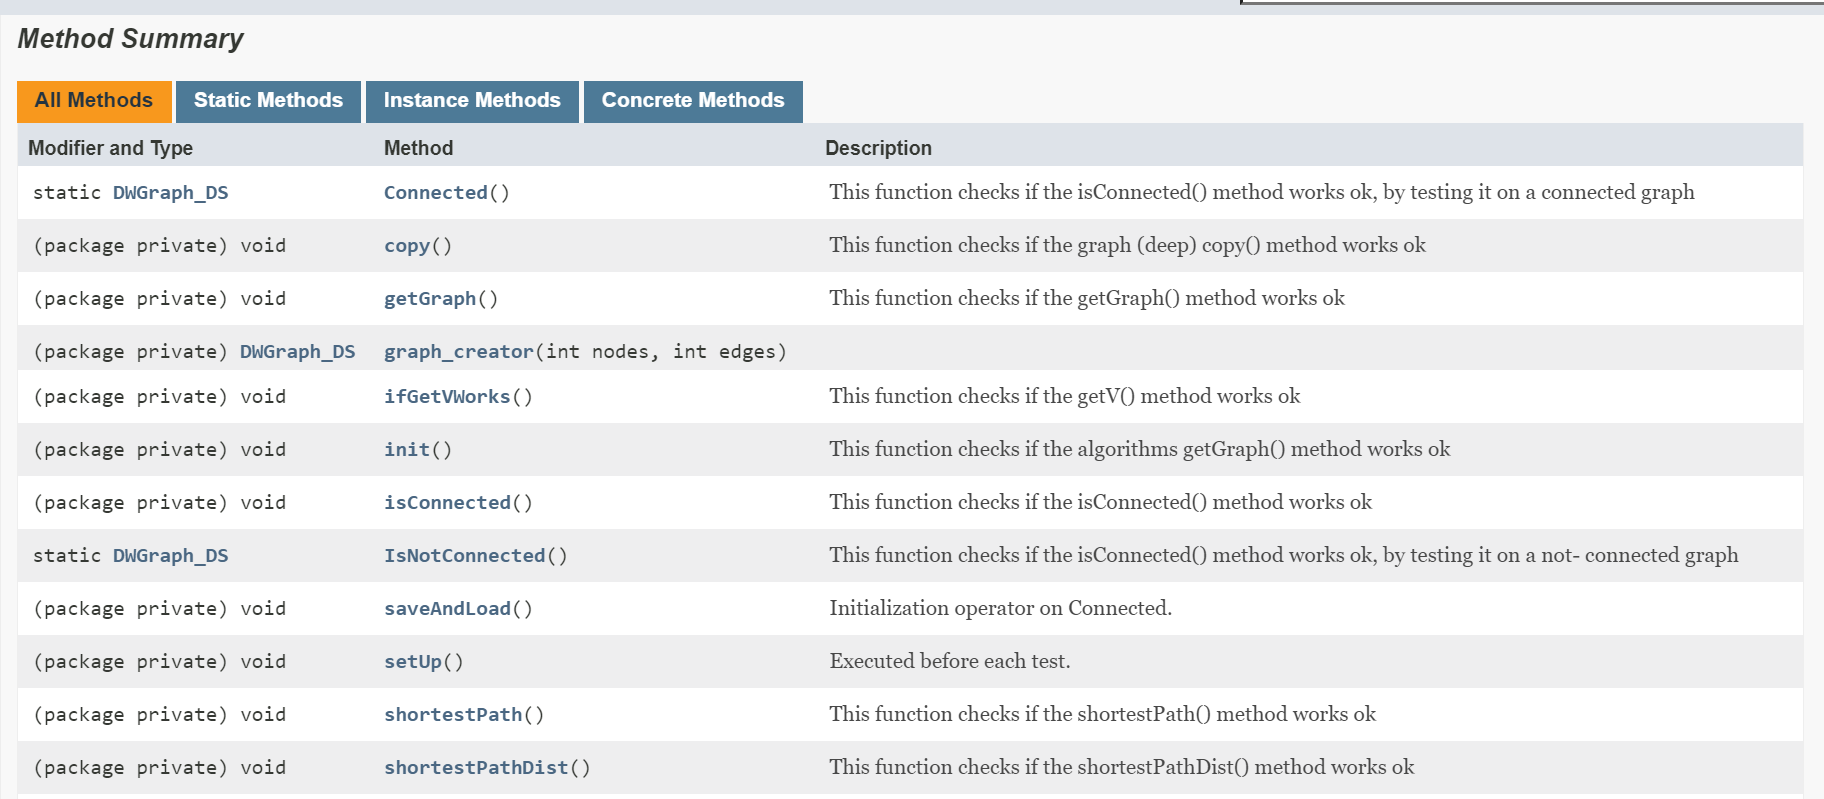 Method Summary
All Methods Static Methods Instance Methods Concrete Methods
Modifier and Type Method Description
static DWGraph_DS Connected() This function checks if the isConnected() method works ok, by testing it on a connected graph
(package private) void copy() This function checks if the graph (deep) copy() method works ok
(package private) void getGraph() This function checks if the getGraph() method works ok
(package private) DWGraph_DS graph_creator(int nodes, int edges)
(package private) void ifGetVWorks() This function checks if the getV() method works ok
(package private) void init() This function checks if the algorithms getGraph() method works ok
(package private) void isConnected() This function checks if the isConnected() method works ok
static DWGraph_DS IsNotConnected() This function checks if the isConnected() method works ok, by testing it on a not- connected graph
(package private) void saveAndLoad() Initialization operator on Connected.
(package private) void setUp() Executed before each test.
(package private) void shortestPath() This function checks if the shortestPath() method works ok
(package private) void shortestPathDist() This function checks if the shortestPathDist() method works ok